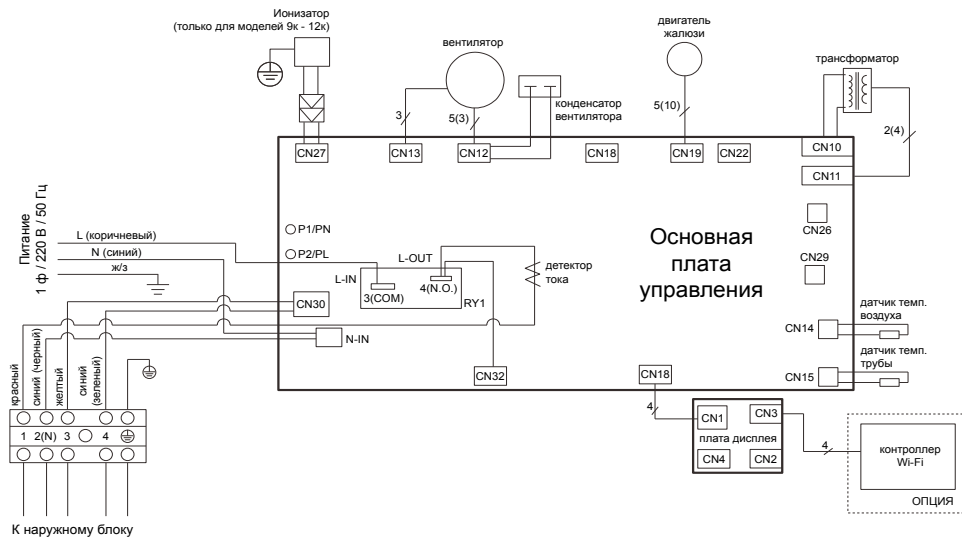 Ионизатор
(только для моделей 9к - 12к)
вентилятор
двигатель
жалюзи
трансформатор
конденсатор
вентилятора
3
5(3)
5(10)
2(4)
CN27
CN13
CN12
CN18
CN19
CN22
CN10
CN11
CN26
CN29
Питание
1 ф / 220 В / 50 Гц
L (коричневый)
N (синий)
ж/з
P1/PN
P2/PL
L-OUT
L-IN
3(COM)
4(N.O.)
RY1
детектор
тока
Основная
плата
управления
CN30
N-IN
CN14
датчик темп.
воздуха
CN15
датчик темп.
трубы
CN32
CN18
красный
синий (черный)
желтый
синий
(зеленый)
1
2(N)
3
4
К наружному блоку
4
CN1
CN3
плата дисплея
CN4
CN2
4
контроллер
Wi-Fi
ОПЦИЯ